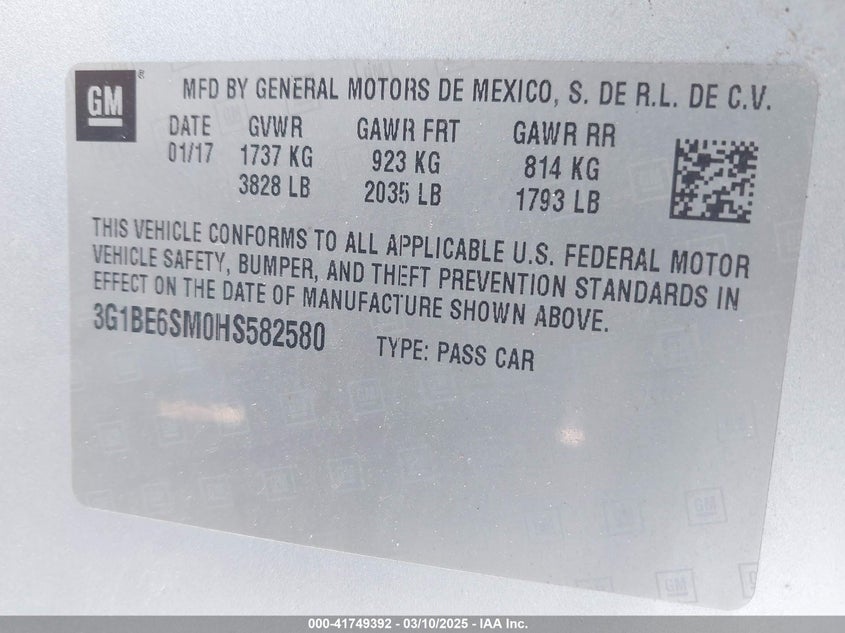 GM®
MFD BY GENERAL MOTORS DE MEXICO, S. DE R.L. DE C.V.
DATE GVWR GAWR FRT GAWR RR
01/17 1737 KG 923 KG 814 KG
3828 LB 2035 LB 1793 LB
THIS VEHICLE CONFORMS TO ALL APPLICABLE U.S. FEDERAL MOTOR
VEHICLE SAFETY, BUMPER, AND THEFT PREVENTION STANDARDS IN
EFFECT ON THE DATE OF MANUFACTURE SHOWN ABOVE.
3G1BE6SM0HS582580 TYPE: PASS CAR
GM
GM
000-41749392 - 03/10/2025 - IAA Inc.